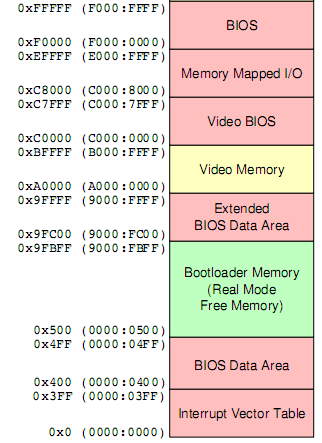 0xFFFFF (F000:FFFF)
BIOS
0xF0000 (F000:0000)
0xEFFFF (E000:FFFF)
Memory Mapped I/O
0xC8000 (C000:8000)
0xC7FFF (C000:7FFF)
Video BIOS
0xC0000 (C000:0000)
0xBFFFF (B000:FFFF)
Video Memory
0xA0000 (A000:0000)
0x9FFFF (9000:FFFF)
Extended
BIOS Data Area
0x9FC00 (9000:FC00)
0x9FBFF (9000:FBFF)
Bootloader Memory
(Real Mode
Free Memory)
0x500 (0000:0500)
0x4FF (0000:04FF)
BIOS Data Area
0x400 (0000:0400)
0x3FF (0000:03FF)
Interrupt Vector Table
0x0 (0000:0000)